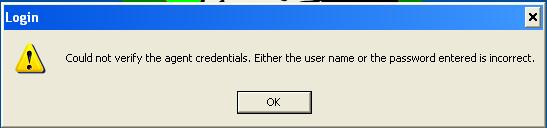 Login
Could not verify the agent credentials. Either the user name or the password entered is incorrect.
OK